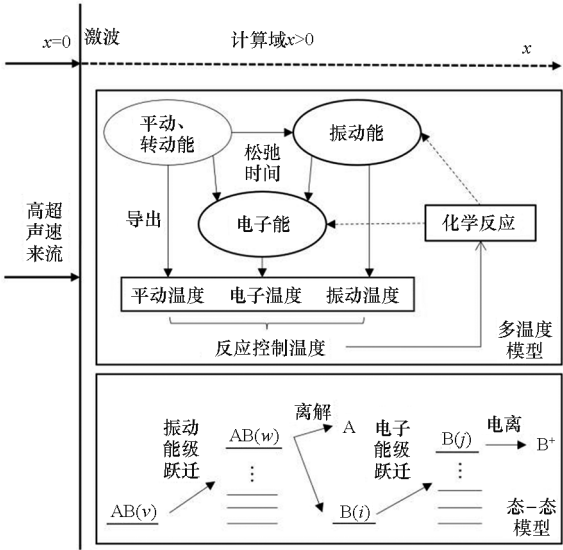 x=0
激波
计算域x>0
x
平动、
转动能
振动能
松弛
时间
高超
声速
来流
导出
电子能
化学反应
平动温度 电子温度 振动温度
反应控制温度
多温度
模型
振动
能级
跃迁
AB(w)
离解
A
电子
能级
跃迁
B(j)
电离
B+
AB(v)
B(i)
态-态
模型